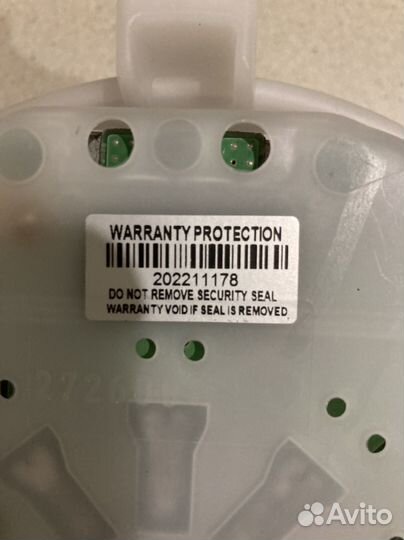 WARRANTY PROTECTION
202211178
DO NOT REMOVE SECURITY SEAL
WARRANTY VOID IF SEAL IS REMOVED
Avito